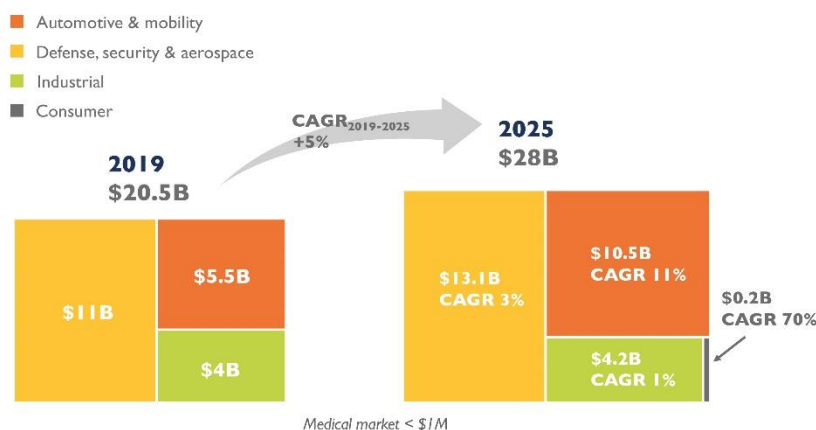 Automotive & mobility
Defense, security & aerospace
Industrial
Consumer
CAGR2019-2025
+5%
2019
$20.5B
2025
$28B
$11B
$5.5B
$4B
$13.1B
CAGR 3%
$10.5B
CAGR 11%
$4.2B
CAGR 1%
$0.2B
CAGR 70%
Medical market < $1M